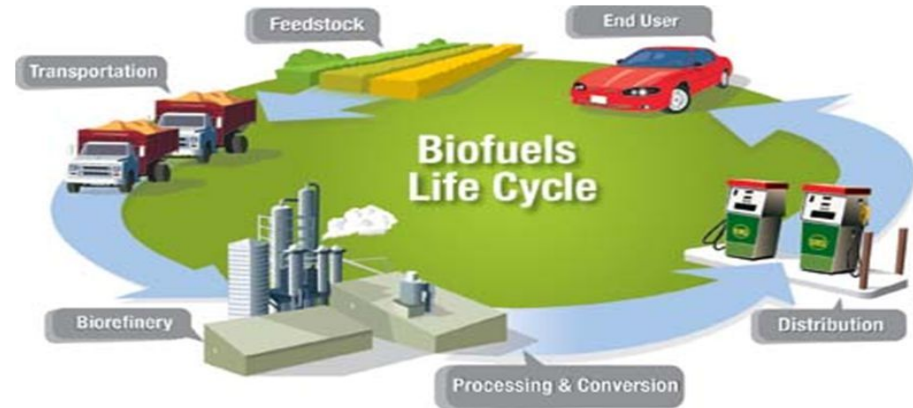 Feedstock
End User
Transportation
Biofuels
Life Cycle
Biorefinery
Distribution
Processing & Conversion